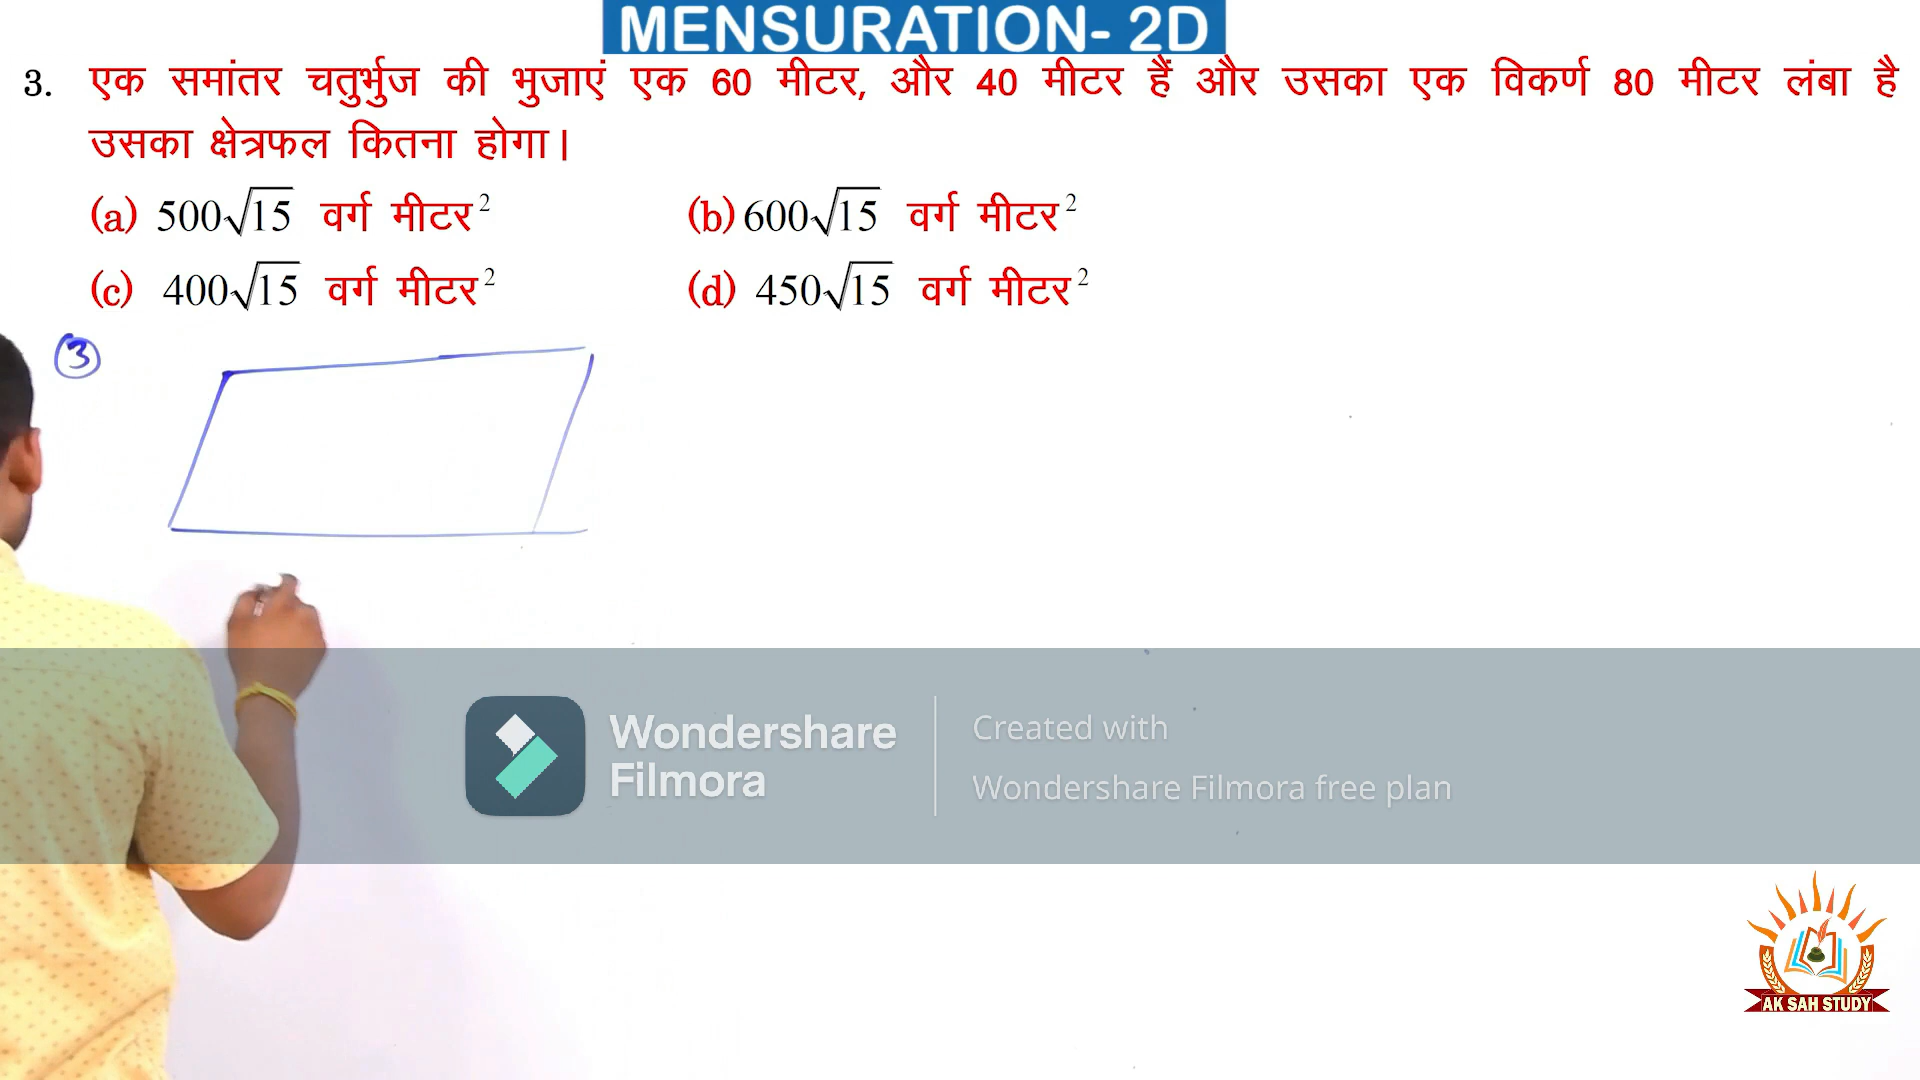 MENSURATION- 2D
3. एक समांतर चतुर्भुज की भुजाएं एक 60 मीटर, और 40 मीटर हैं और उसका एक विकर्ण 80 मीटर लंबा है
उसका क्षेत्रफल कितना होगा।
(a) 500√15 वर्ग मीटर² (b) 600√15 वर्ग मीटर²
(c) 400√15 वर्ग मीटर² (d) 450√15 वर्ग मीटर²
3
Wondershare
Filmora
Created with
Wondershare Filmora free plan
AK SAH STUDY